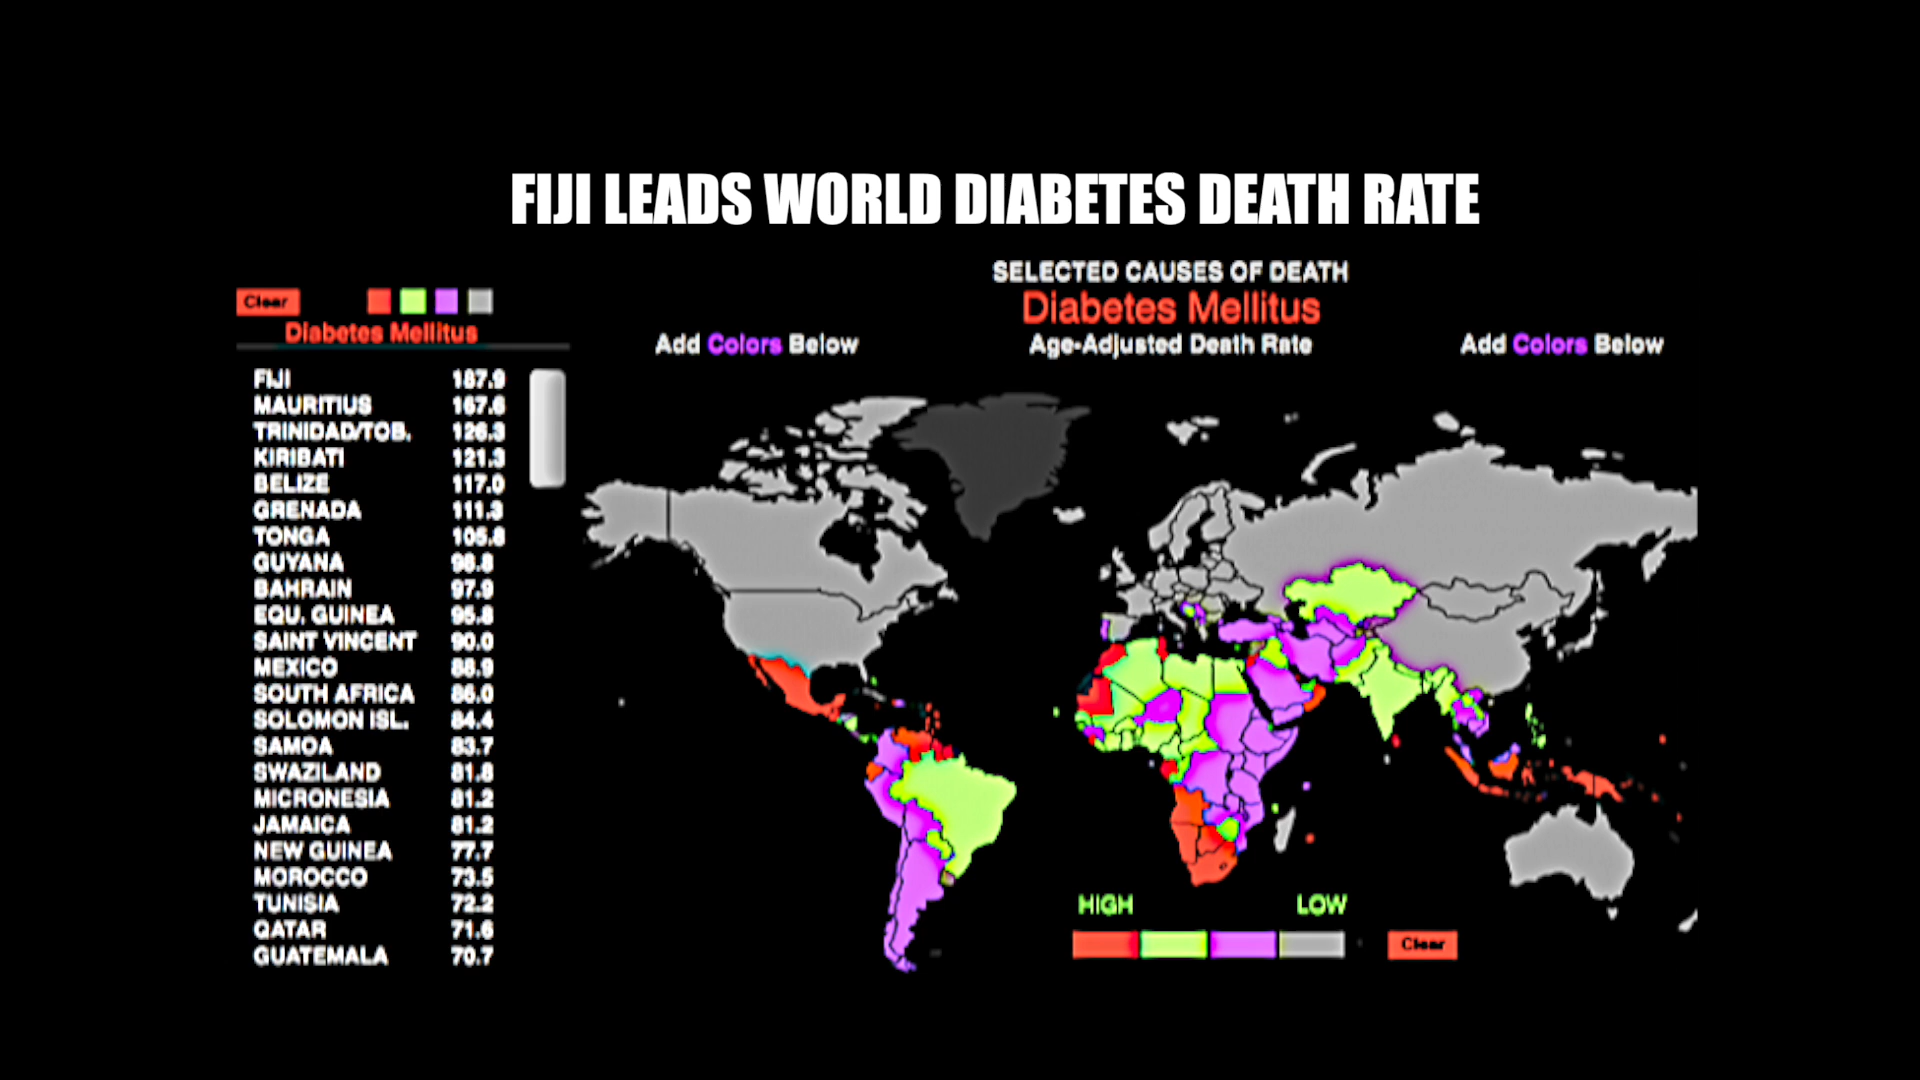 FIJI LEADS WORLD DIABETES DEATH RATE
SELECTED CAUSES OF DEATH
Diabetes Mellitus
Age-Adjusted Death Rate
Add Colors Below
Add Colors Below
Clear
Diabetes Mellitus
FIJI 187.9
MAURITIUS 167.6
TRINIDAD/TOB. 126.3
KIRIBATI 121.3
BELIZE 117.0
GRENADA 111.3
TONGA 105.8
GUYANA 98.8
BAHRAIN 97.9
EQU. GUINEA 95.8
SAINT VINCENT 90.0
MEXICO 88.9
SOUTH AFRICA 86.0
SOLOMON ISL. 84.4
SAMOA 83.7
SWAZILAND 81.8
MICRONESIA 81.2
JAMAICA 81.2
NEW GUINEA 77.7
MOROCCO 73.5
TUNISIA 72.2
QATAR 71.6
GUATEMALA 70.7
HIGH LOW
Clear